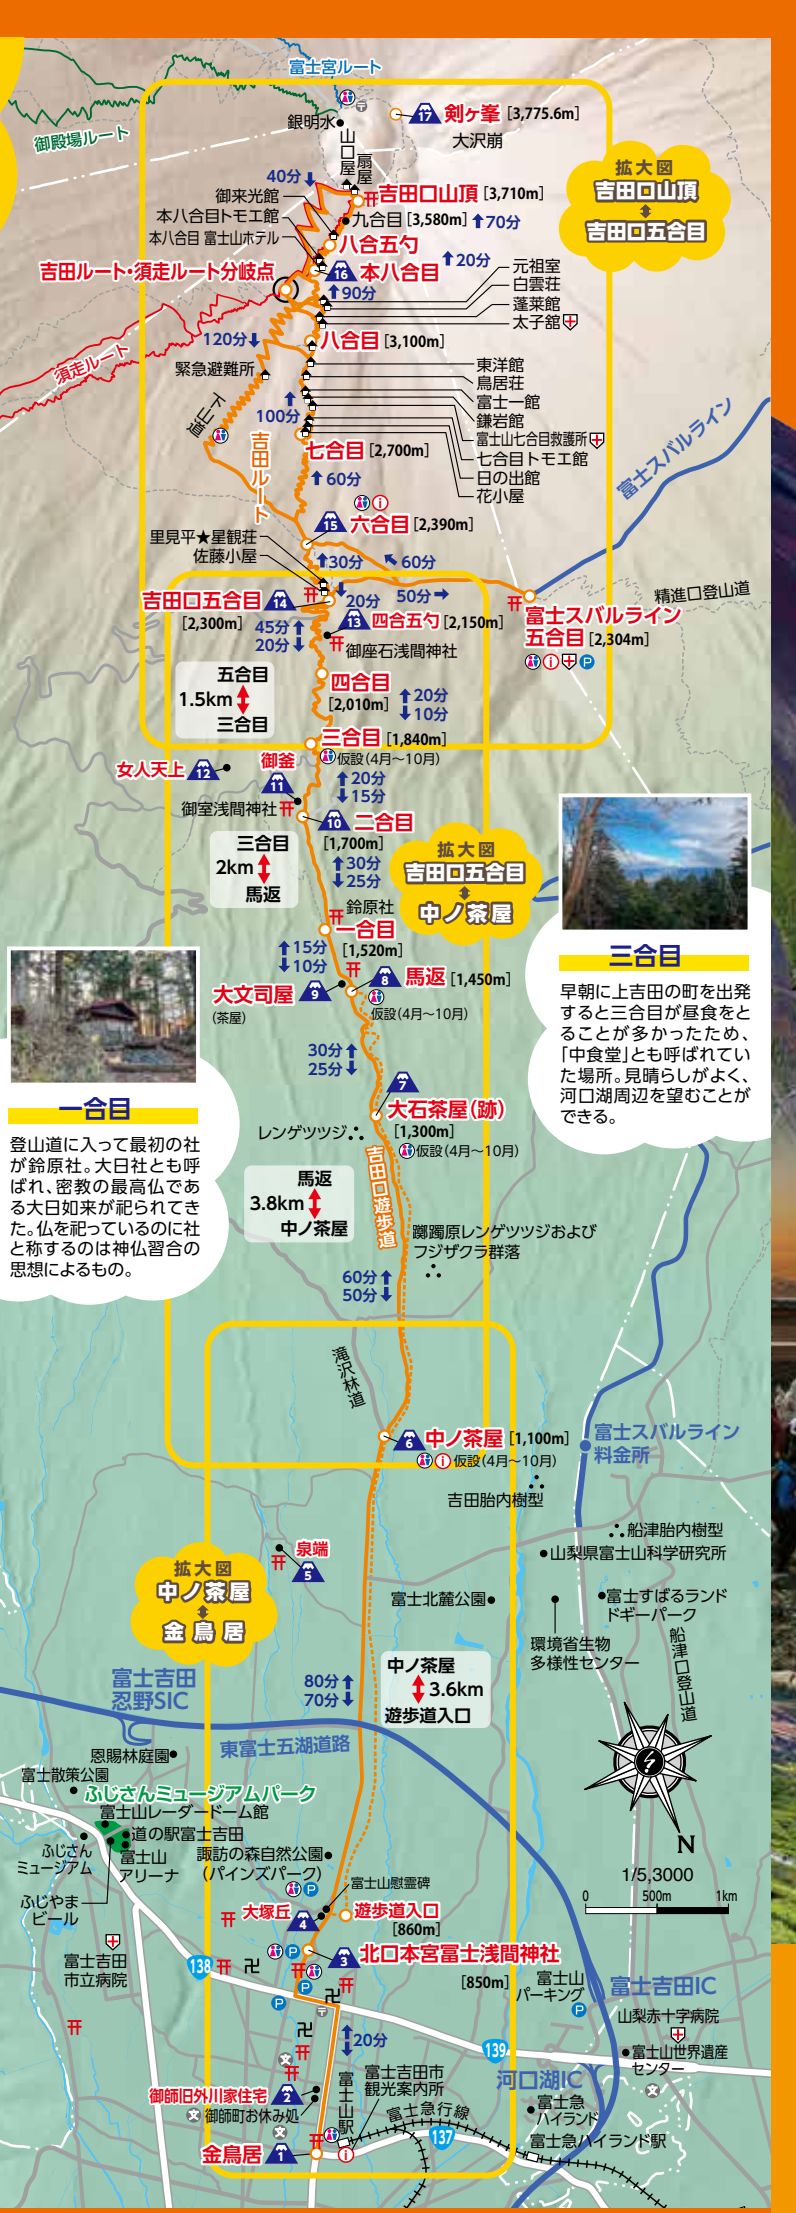 富士宮ルート
御殿場ルート
銀明水
山口屋
扇屋
17
剣ヶ峯 [3,775.6m]
大沢崩
拡大図
吉田口山頂
吉田口五合目
40分
御来光館
吉田口山頂 [3,710m]
本八合目トモエ館
九合目 [3,580m]
70分
本八合目 富士山ホテル
八合五勺
20分
吉田ルート・須走ルート分岐点
16
本八合目
90分
元祖室
白雲荘
蓬莱館
太子舘
120分
須走ルート
八合目 [3,100m]
緊急避難所
下山道
東洋館
鳥居荘
富士一館
鎌岩館
富士山七合目救護所
七合目トモエ館
日の出館
花小屋
100分
吉田ルート
七合目 [2,700m]
60分
富士スバルライン
15
六合目 [2,390m]
里見平★星観荘
佐藤小屋
30分
60分
吉田口五合目
14
[2,300m]
20分
50分
精進口登山道
13
四合五勺 [2,150m]
富士スバルライン
五合目 [2,304m]
P
45分
20分
御座石浅間神社
五合目
1.5km
三合目
四合目
[2,010m]
20分
10分
三合目 [1,840m]
仮設(4月〜10月)
女人天上
12
御釜
11
20分
15分
御室浅間神社
10
二合目
[1,700m]
三合目
2km
馬返
30分
25分
拡大図
吉田口五合目
中ノ茶屋
鈴原社
一合目
[1,520m]
15分
10分
三合目
早朝に上吉田の町を出発
すると三合目が昼食をと
ることが多かったため、
「中食堂」とも呼ばれてい
た場所。見晴らしがよく、
河口湖周辺を望むことが
できる。
大文司屋
(茶屋)
9
8
馬返 [1,450m]
仮設(4月〜10月)
一合目
登山道に入って最初の社
が鈴原社。大日社とも呼
ばれ、密教の最高仏であ
る大日如来が祀られてき
た。仏を祀っているのに社
と称するのは神仏習合の
思想によるもの。
30分
25分
7
大石茶屋(跡)
[1,300m]
仮設(4月〜10月)
レンゲツツジ
吉田口遊歩道
馬返
3.8km
中ノ茶屋
躑躅原レンゲツツジおよび
フジザクラ群落
60分
50分
滝沢林道
6
中ノ茶屋 [1,100m]
仮設(4月〜10月)
富士スバルライン
料金所
吉田胎内樹型
船津胎内樹型
山梨県富士山科学研究所
泉端
5
拡大図
中ノ茶屋
金鳥居
富士北麓公園
富士すばるランド
ドギーパーク
環境省生物
多様性センター
船津口登山道
中ノ茶屋
3.6km
遊歩道入口
80分
70分
富士吉田
忍野SIC
東富士五湖道路
恩賜林庭園
富士散策公園
ふじさんミュージアムパーク
富士山レーダードーム館
道の駅富士吉田
ふじさん
ミュージアム
富士山
アリーナ
ふじやま
ビール
諏訪の森自然公園
(パインズパーク)
P
N
1/5,3000
0 500m 1km
富士山慰霊碑
大塚丘
4
遊歩道入口
[860m]
富士吉田
市立病院
138
P
3
北口本宮冨士浅間神社
[850m]
P
P
富士山
パーキング
P
富士吉田IC
山梨赤十字病院
20分
139
富士山世界遺産
センター
河口湖IC
御師旧外川家住宅
2
御師町お休み処
富士山駅
富士吉田市
観光案内所
富士急行線
137
富士急
ハイランド
富士急ハイランド駅
金鳥居
1